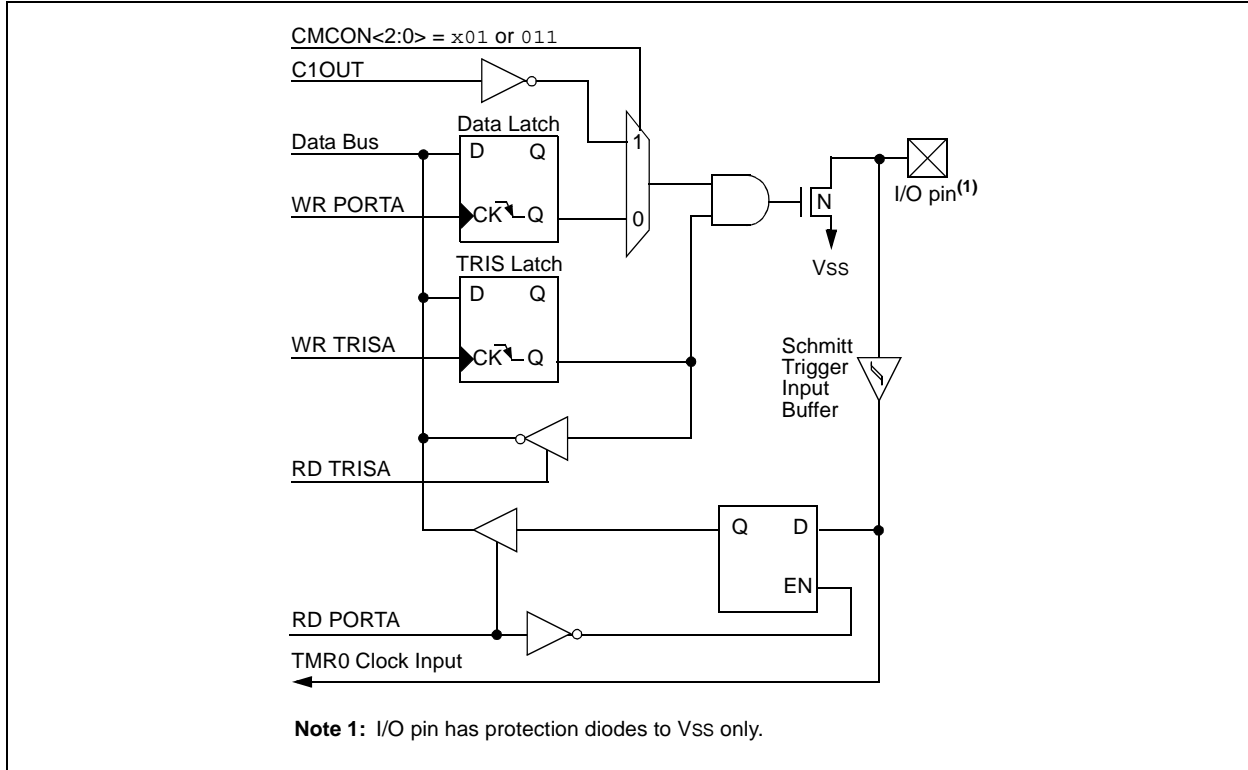 CMCON<2:0> = x01 or 011
C1OUT
Data Latch
Data Bus
D Q
1
I/O pin(1)
WR PORTA
CK Q
0
N
VSS
TRIS Latch
D Q
WR TRISA
CK Q
Schmitt
Trigger
Input
Buffer
RD TRISA
Q D
EN
RD PORTA
TMR0 Clock Input
Note 1: I/O pin has protection diodes to VSS only.